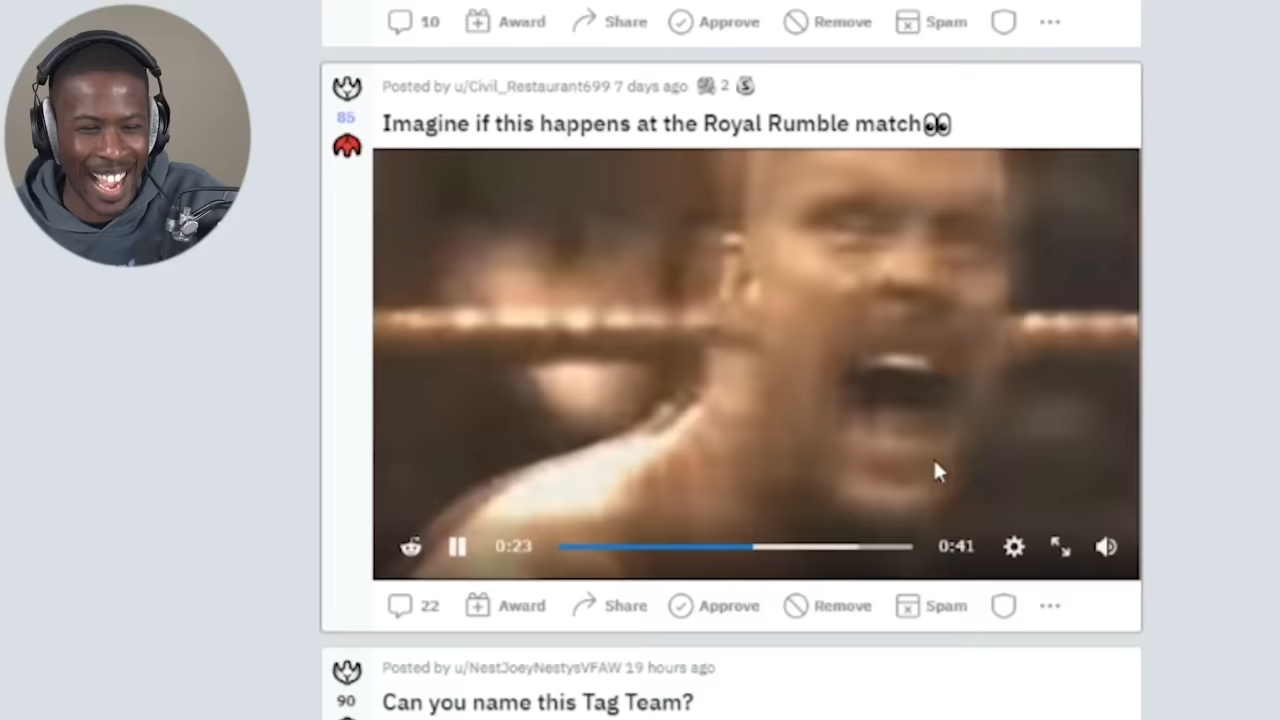 10 Award Share Approve Remove Spam
Posted by u/Civil_Restaurant699 7 days ago 2
85
Imagine if this happens at the Royal Rumble match👀
0:23 0:41
22 Award Share Approve Remove Spam
Posted by u/NestJoeyNestysVFAW 19 hours ago
90
Can you name this Tag Team?